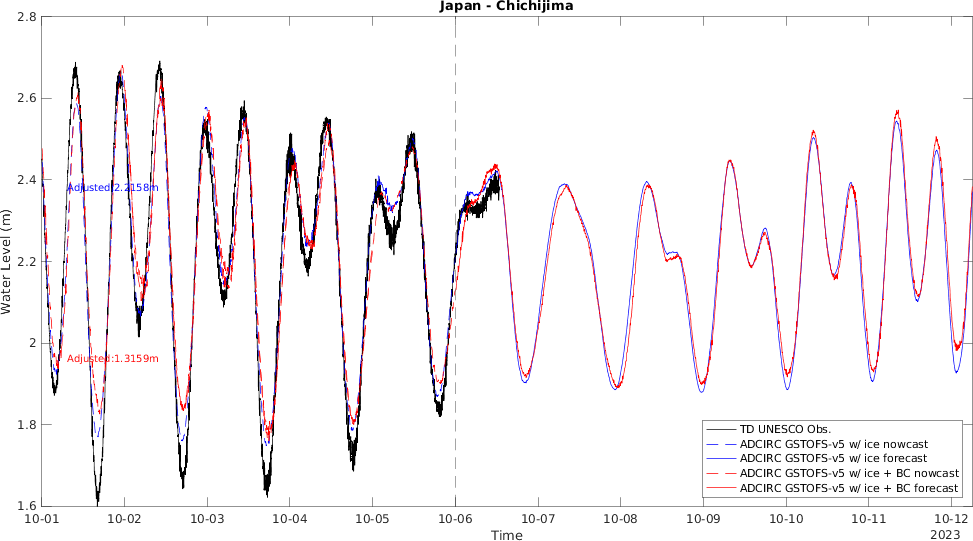 Japan - Chichijima
2.8
2.6
2.4
2.2
2
1.8
1.6
Water Level (m)
Adjusted:2.2158m
Adjusted:1.3159m
TD UNESCO Obs.
ADCIRC GSTOFS-v5 w/ ice nowcast
ADCIRC GSTOFS-v5 w/ ice forecast
ADCIRC GSTOFS-v5 w/ ice + BC nowcast
ADCIRC GSTOFS-v5 w/ ice + BC forecast
10-01 10-02 10-03 10-04 10-05 10-06 10-07 10-08 10-09 10-10 10-11 10-12
2023
Time